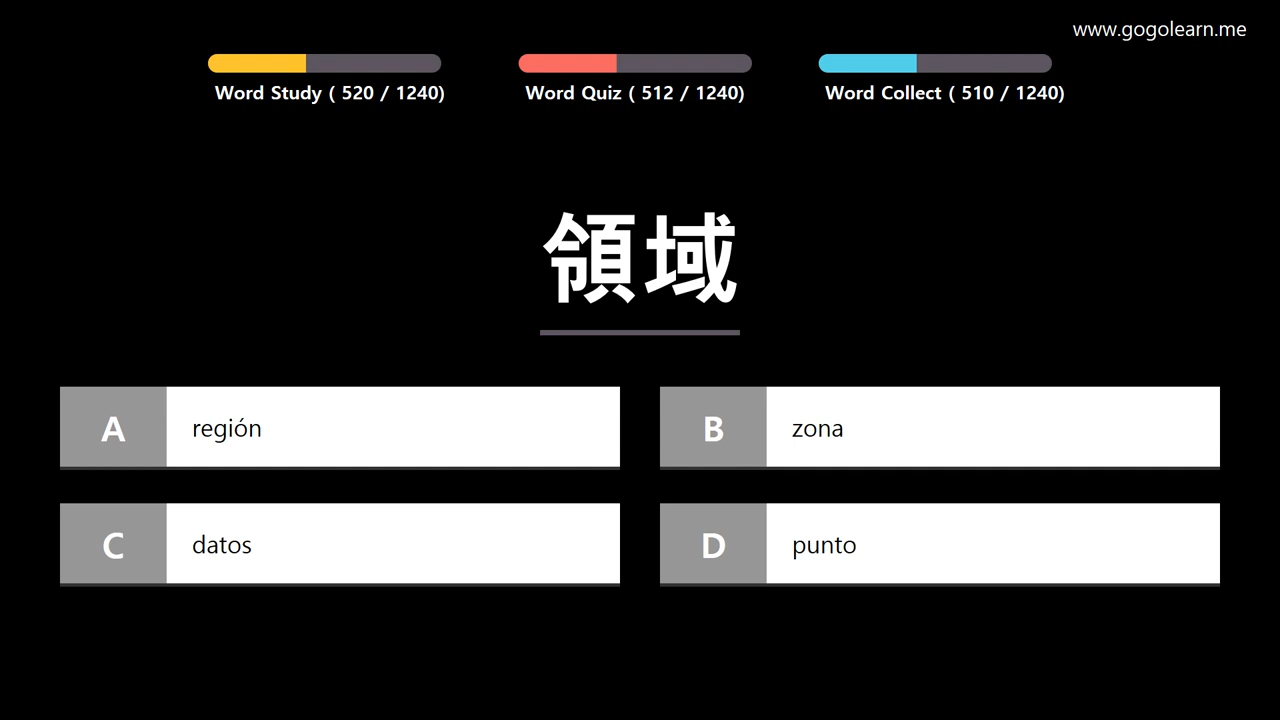 www.gogolearn.me
Word Study ( 520 / 1240)
Word Quiz ( 512 / 1240)
Word Collect ( 510 / 1240)
領域
A región
B zona
C datos
D punto